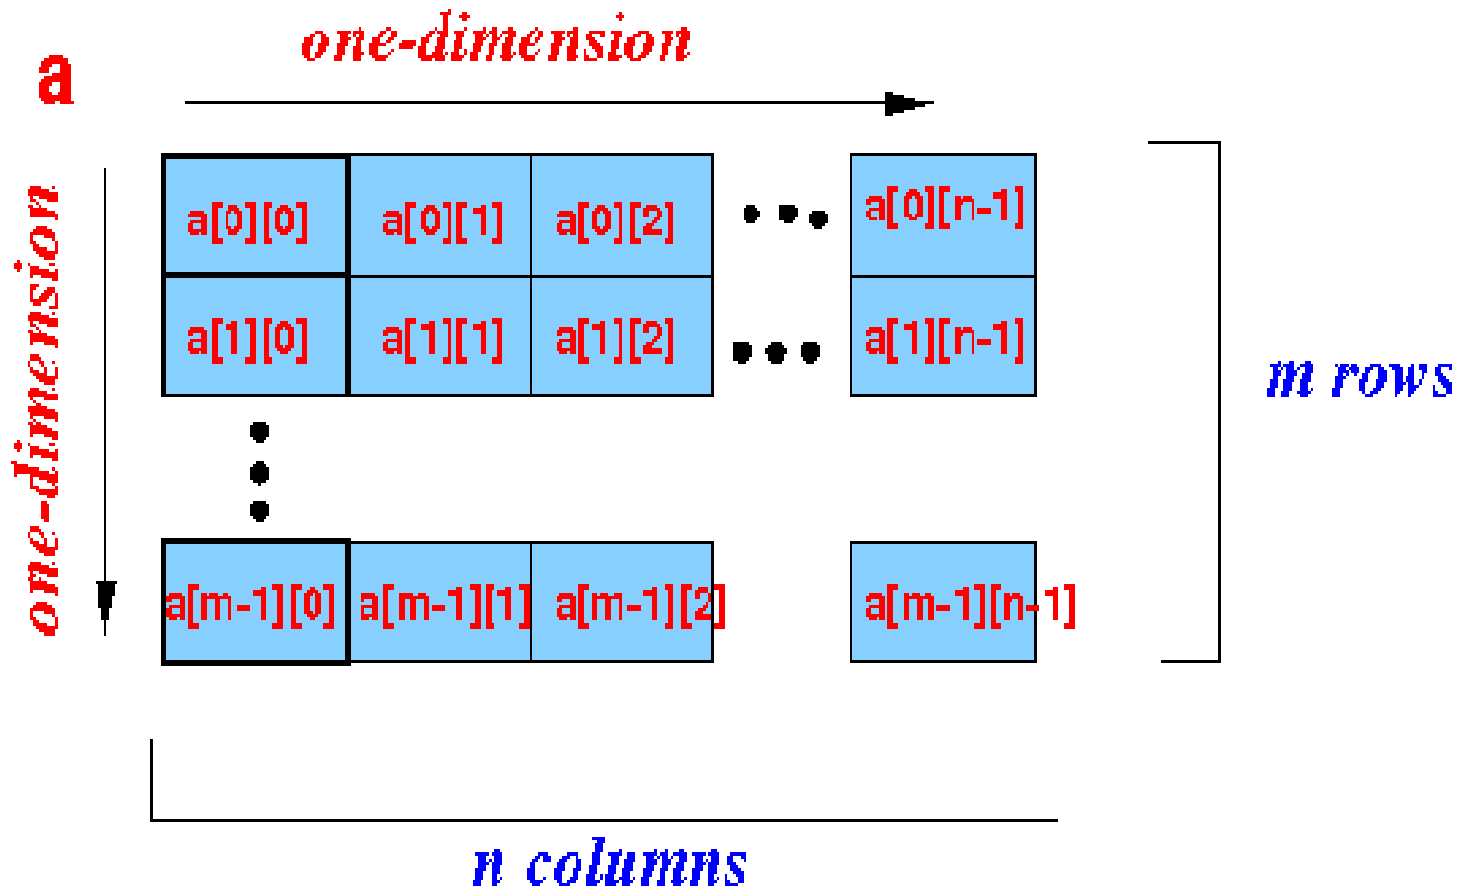 one-dimension
a
one-dimension
a[0][0] a[0][1] a[0][2] a[0][n-1]
a[1][0] a[1][1] a[1][2] a[1][n-1]
m rows
a[m-1][0] a[m-1][1] a[m-1][2] a[m-1][n-1]
n columns